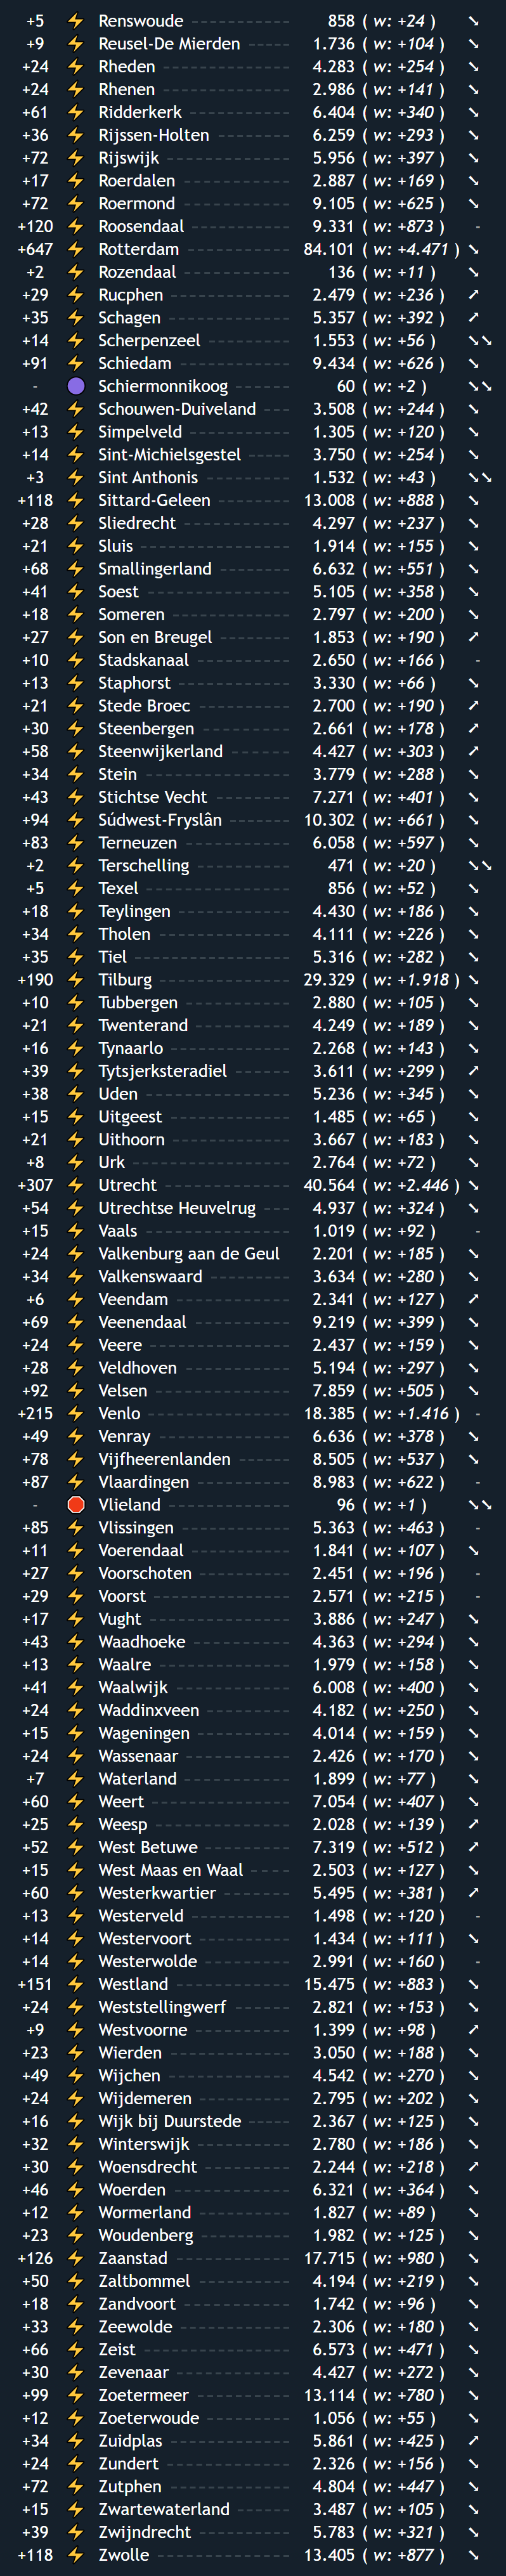 +5 ⚡ Renswoude ------------ 858 ( w: +24 ) ➘
+9 ⚡ Reusel-De Mierden ------ 1.736 ( w: +104 ) ➘
+24 ⚡ Rheden --------------- 4.283 ( w: +254 ) ➘
+24 ⚡ Rhenen --------------- 2.986 ( w: +141 ) ➘
+61 ⚡ Ridderkerk ------------ 6.404 ( w: +340 ) ➘
+36 ⚡ Rijssen-Holten --------- 6.259 ( w: +293 ) ➘
+72 ⚡ Rijswijk --------------- 5.956 ( w: +397 ) ➘
+17 ⚡ Roerdalen ------------- 2.887 ( w: +169 ) ➘
+72 ⚡ Roermond ------------- 9.105 ( w: +625 ) ➘
+120 ⚡ Roosendaal ------------ 9.331 ( w: +873 ) -
+647 ⚡ Rotterdam ------------ 84.101 ( w: +4.471 ) ➘
+2 ⚡ Rozendaal ------------- 136 ( w: +11 ) ➘
+29 ⚡ Rucphen -------------- 2.479 ( w: +236 ) ➚
+35 ⚡ Schagen --------------- 5.357 ( w: +392 ) ➚
+14 ⚡ Scherpenzeel ---------- 1.553 ( w: +56 ) ➘➘
+91 ⚡ Schiedam ------------- 9.434 ( w: +626 ) ➘
- 🟣 Schiermonnikoog ------- 60 ( w: +2 ) ➘➘
+42 ⚡ Schouwen-Duiveland ---- 3.508 ( w: +244 ) ➘
+13 ⚡ Simpelveld ------------ 1.305 ( w: +120 ) ➘
+14 ⚡ Sint-Michielsgestel ------ 3.750 ( w: +254 ) ➘
+3 ⚡ Sint Anthonis ---------- 1.532 ( w: +43 ) ➘➘
+118 ⚡ Sittard-Geleen --------- 13.008 ( w: +888 ) ➘
+28 ⚡ Sliedrecht ------------- 4.297 ( w: +237 ) ➘
+21 ⚡ Sluis ------------------ 1.914 ( w: +155 ) ➘
+68 ⚡ Smallingerland --------- 6.632 ( w: +551 ) ➘
+41 ⚡ Soest ----------------- 5.105 ( w: +358 ) ➘
+18 ⚡ Someren -------------- 2.797 ( w: +200 ) ➘
+27 ⚡ Son en Breugel --------- 1.853 ( w: +190 ) ➚
+10 ⚡ Stadskanaal ----------- 2.650 ( w: +166 ) -
+13 ⚡ Staphorst ------------- 3.330 ( w: +66 ) ➘
+21 ⚡ Stede Broec ----------- 2.700 ( w: +190 ) ➚
+30 ⚡ Steenbergen ----------- 2.661 ( w: +178 ) ➚
+58 ⚡ Steenwijkerland ------- 4.427 ( w: +303 ) ➘
+34 ⚡ Stein ----------------- 3.779 ( w: +288 ) ➘
+43 ⚡ Stichtse Vecht --------- 7.271 ( w: +401 ) ➘
+94 ⚡ Súdwest-Fryslân -------- 10.302 ( w: +661 ) ➘
+83 ⚡ Terneuzen ------------ 6.058 ( w: +597 ) ➘
+2 ⚡ Terschelling ----------- 471 ( w: +20 ) ➘➘
+5 ⚡ Texel ----------------- 856 ( w: +52 ) ➘
+18 ⚡ Teylingen ------------- 4.430 ( w: +186 ) ➘
+34 ⚡ Tholen --------------- 4.111 ( w: +226 ) ➘
+35 ⚡ Tiel ------------------ 5.316 ( w: +282 ) ➘
+190 ⚡ Tilburg --------------- 29.329 ( w: +1.918 ) ➘
+10 ⚡ Tubbergen ------------ 2.880 ( w: +105 ) ➘
+21 ⚡ Twenterand ----------- 4.249 ( w: +189 ) ➘
+16 ⚡ Tynaarlo -------------- 2.268 ( w: +143 ) ➘
+39 ⚡ Tytsjerksteradiel ------- 3.611 ( w: +299 ) ➚
+38 ⚡ Uden ----------------- 5.236 ( w: +345 ) ➘
+15 ⚡ Uitgeest -------------- 1.485 ( w: +65 ) ➘
+21 ⚡ Uithoorn -------------- 3.667 ( w: +183 ) ➘
+8 ⚡ Urk ------------------- 2.764 ( w: +72 ) ➘
+307 ⚡ Utrecht -------------- 40.564 ( w: +2.446 ) ➘
+54 ⚡ Utrechtse Heuvelrug ---- 4.937 ( w: +324 ) ➘
+15 ⚡ Vaals ----------------- 1.019 ( w: +92 ) -
+24 ⚡ Valkenburg aan de Geul 2.201 ( w: +185 ) ➘
+34 ⚡ Valkenswaard ---------- 3.634 ( w: +280 ) ➘
+6 ⚡ Veendam ------------- 2.341 ( w: +127 ) ➚
+69 ⚡ Veenendaal ----------- 9.219 ( w: +399 ) ➘
+24 ⚡ Veere ---------------- 2.437 ( w: +159 ) ➘
+28 ⚡ Veldhoven ------------ 5.194 ( w: +297 ) ➘
+92 ⚡ Velsen ---------------- 7.859 ( w: +505 ) ➘
+215 ⚡ Venlo ---------------- 18.385 ( w: +1.416 ) -
+49 ⚡ Venray --------------- 6.636 ( w: +378 ) ➘
+78 ⚡ Vijfheerenlanden ------ 8.505 ( w: +537 ) ➘
+87 ⚡ Vlaardingen ----------- 8.983 ( w: +622 ) -
- 🔴 Vlieland -------------- 96 ( w: +1 ) ➘➘
+85 ⚡ Vlissingen ------------- 5.363 ( w: +463 ) -
+11 ⚡ Voerendaal ------------ 1.841 ( w: +107 ) ➘
+27 ⚡ Voorschoten ----------- 2.451 ( w: +196 ) -
+29 ⚡ Voorst ---------------- 2.571 ( w: +215 ) -
+17 ⚡ Vught ---------------- 3.886 ( w: +247 ) ➘
+43 ⚡ Waadhoeke ------------ 4.363 ( w: +294 ) ➘
+13 ⚡ Waalre --------------- 1.979 ( w: +158 ) ➘
+41 ⚡ Waalwijk -------------- 6.008 ( w: +400 ) ➘
+24 ⚡ Waddinxveen ---------- 4.182 ( w: +250 ) ➘
+15 ⚡ Wageningen ----------- 4.014 ( w: +159 ) ➘
+24 ⚡ Wassenaar ------------ 2.426 ( w: +170 ) ➘
+7 ⚡ Waterland ------------ 1.899 ( w: +77 ) ➘
+60 ⚡ Weert ---------------- 7.054 ( w: +407 ) ➘
+25 ⚡ Weesp ---------------- 2.028 ( w: +139 ) ➚
+52 ⚡ West Betuwe ---------- 7.319 ( w: +512 ) ➚
+15 ⚡ West Maas en Waal ----- 2.503 ( w: +127 ) ➘
+60 ⚡ Westerkwartier -------- 5.495 ( w: +381 ) ➚
+13 ⚡ Westerveld ------------ 1.498 ( w: +120 ) -
+14 ⚡ Westervoort ----------- 1.434 ( w: +111 ) ➘
+14 ⚡ Westerwolde ---------- 2.991 ( w: +160 ) -
+151 ⚡ Westland ------------- 15.475 ( w: +883 ) ➘
+24 ⚡ Weststellingwerf ------- 2.821 ( w: +153 ) ➘
+9 ⚡ Westvoorne ----------- 1.399 ( w: +98 ) ➚
+23 ⚡ Wierden -------------- 3.050 ( w: +188 ) ➘
+49 ⚡ Wijchen -------------- 4.542 ( w: +270 ) ➘
+24 ⚡ Wijdemeren ---------- 2.795 ( w: +202 ) ➘
+16 ⚡ Wijk bij Duurstede ----- 2.367 ( w: +125 ) ➘
+32 ⚡ Winterswijk ----------- 2.780 ( w: +186 ) ➘
+30 ⚡ Woensdrecht ---------- 2.244 ( w: +218 ) ➚
+46 ⚡ Woerden ------------- 6.321 ( w: +364 ) ➘
+12 ⚡ Wormerland ---------- 1.827 ( w: +89 ) ➘
+23 ⚡ Woudenberg ---------- 1.982 ( w: +125 ) ➘
+126 ⚡ Zaanstad ------------- 17.715 ( w: +980 ) ➘
+50 ⚡ Zaltbommel ----------- 4.194 ( w: +219 ) ➘
+18 ⚡ Zandvoort ------------ 1.742 ( w: +96 ) ➘
+33 ⚡ Zeewolde ------------- 2.306 ( w: +180 ) ➘
+66 ⚡ Zeist ----------------- 6.573 ( w: +471 ) ➘
+30 ⚡ Zevenaar ------------- 4.427 ( w: +272 ) ➘
+99 ⚡ Zoetermeer ----------- 13.114 ( w: +780 ) ➘
+12 ⚡ Zoeterwoude ---------- 1.056 ( w: +55 ) ➘
+34 ⚡ Zuidplas -------------- 5.861 ( w: +425 ) ➚
+24 ⚡ Zundert -------------- 2.326 ( w: +156 ) ➘
+72 ⚡ Zutphen -------------- 4.804 ( w: +447 ) ➘
+15 ⚡ Zwartewaterland ------ 3.487 ( w: +105 ) ➘
+39 ⚡ Zwijndrecht ----------- 5.783 ( w: +321 ) ➘
+118 ⚡ Zwolle --------------- 13.405 ( w: +877 ) ➘